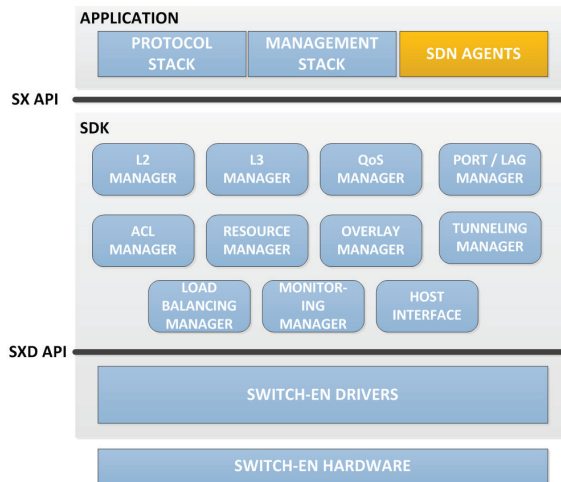 APPLICATION
PROTOCOL
STACK
MANAGEMENT
STACK
SDN AGENTS
SX API
SDK
L2
MANAGER
L3
MANAGER
QoS
MANAGER
PORT / LAG
MANAGER
ACL
MANAGER
RESOURCE
MANAGER
OVERLAY
MANAGER
TUNNELING
MANAGER
LOAD
BALANCING
MANAGER
MONITOR-
ING
MANAGER
HOST
INTERFACE
SXD API
SWITCH-EN DRIVERS
SWITCH-EN HARDWARE